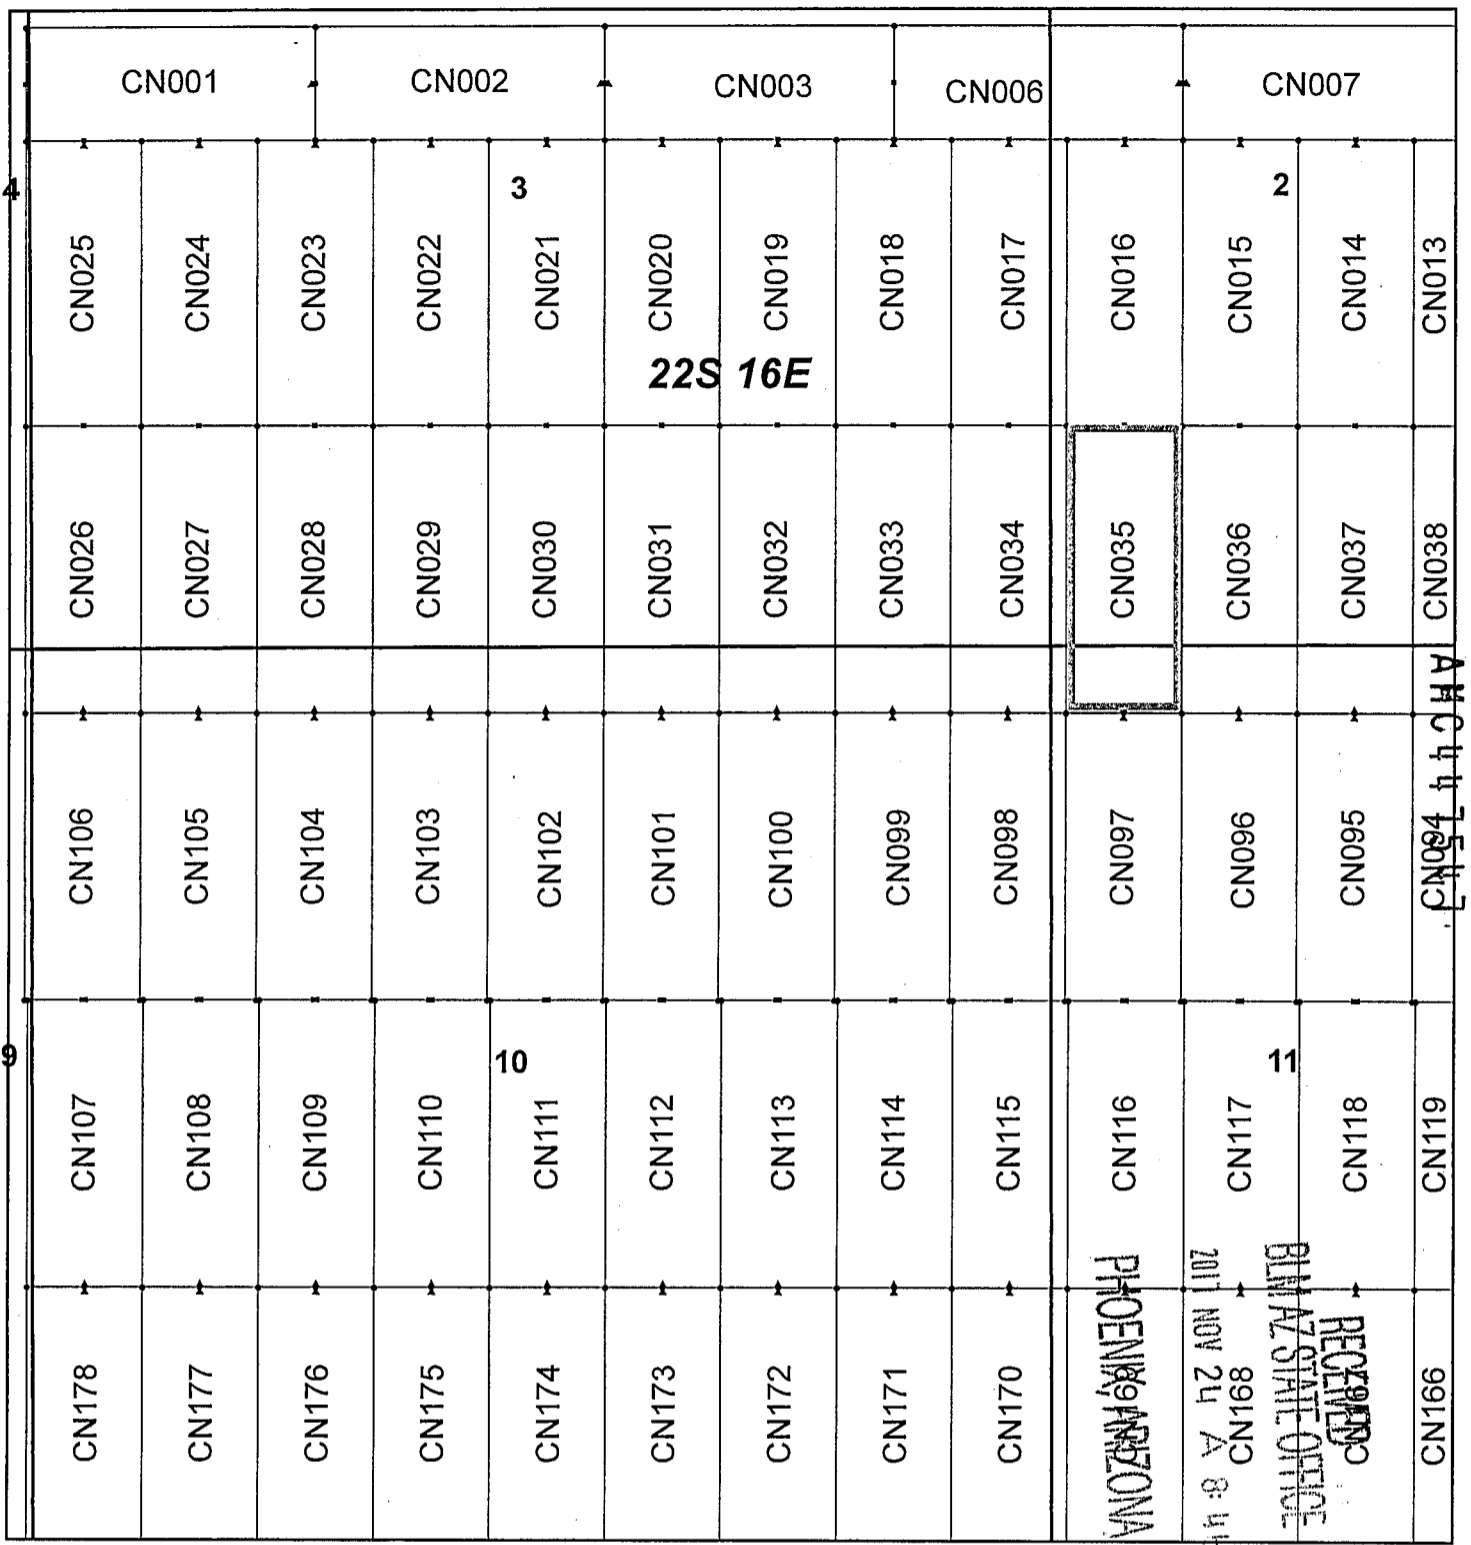 CN001 CN002 CN003 CN006 CN007
4 3 2
CN025 CN024 CN023 CN022 CN021 CN020 CN019 CN018 CN017 CN016 CN015 CN014 CN013
22S 16E
CN026 CN027 CN028 CN029 CN030 CN031 CN032 CN033 CN034 CN035 CN036 CN037 CN038
CN106 CN105 CN104 CN103 CN102 CN101 CN100 CN099 CN098 CN097 CN096 CN095 CN094
9 10 11
CN107 CN108 CN109 CN110 CN111 CN112 CN113 CN114 CN115 CN116 CN117 CN118 CN119
CN178 CN177 CN176 CN175 CN174 CN173 CN172 CN171 CN170 CN168 CN166
RECEIVED
BLM AZ STATE OFFICE
NOV 24 A 8:
PHOENIX, ARIZONA